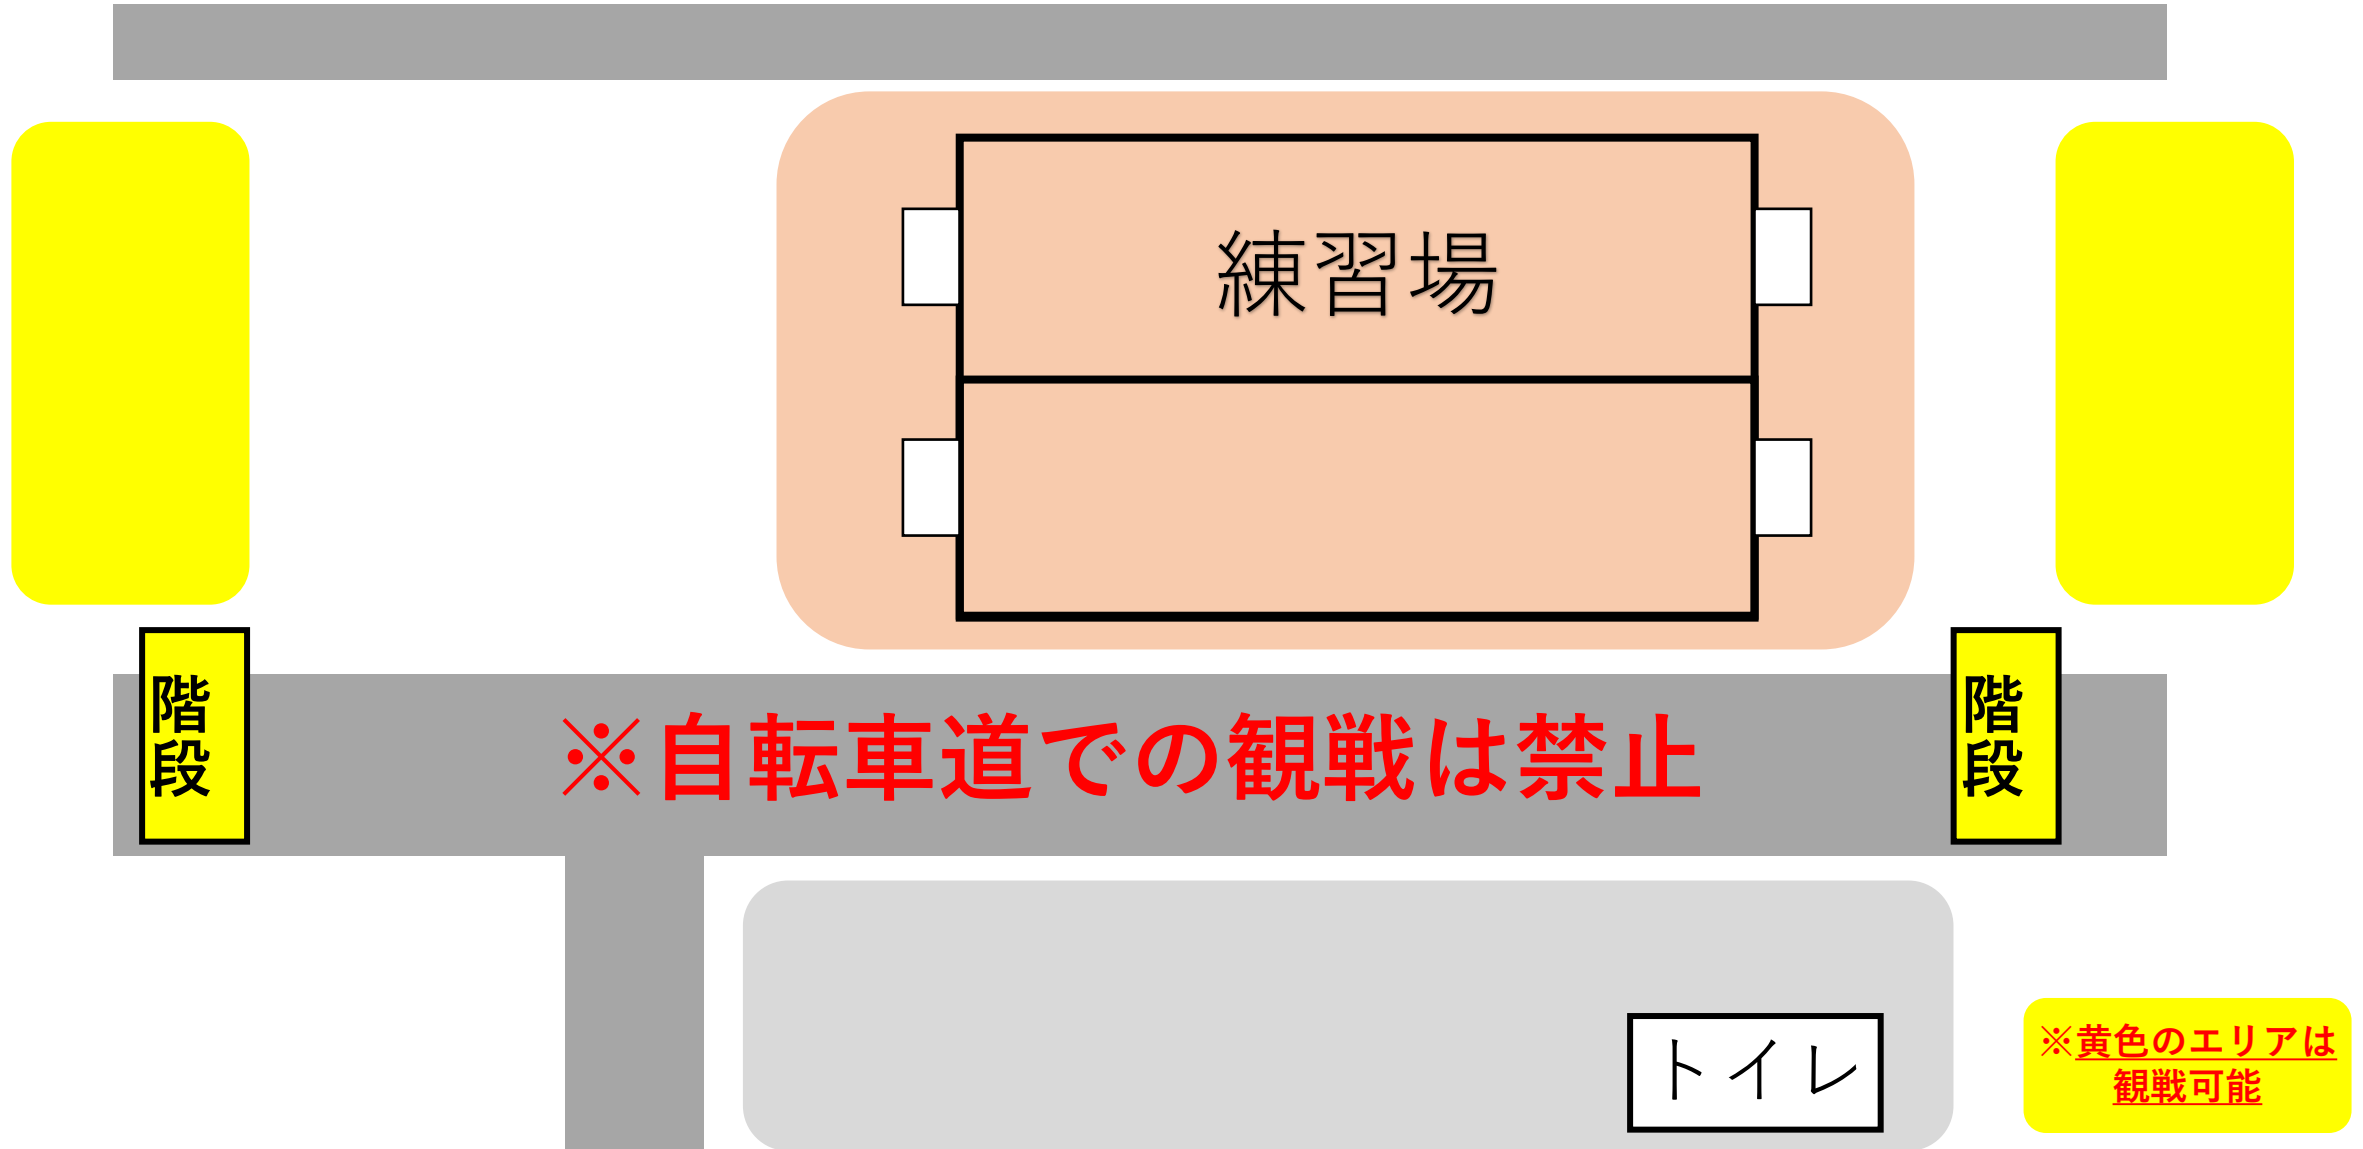 練習場
階段
※自転車道での観戦は禁止
階段
トイレ
※黄色のエリアは
観戦可能